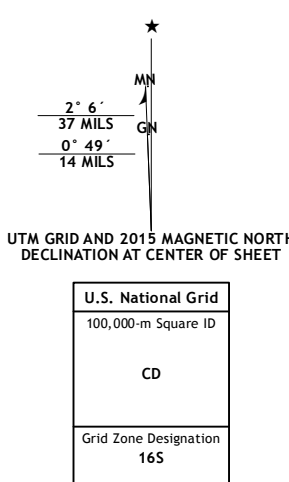 ★
MN
2° 6´
37 MILS
GN
0° 49´
14 MILS
UTM GRID AND 2015 MAGNETIC NORTH
DECLINATION AT CENTER OF SHEET
U.S. National Grid
100,000-m Square ID
CD
Grid Zone Designation
16S